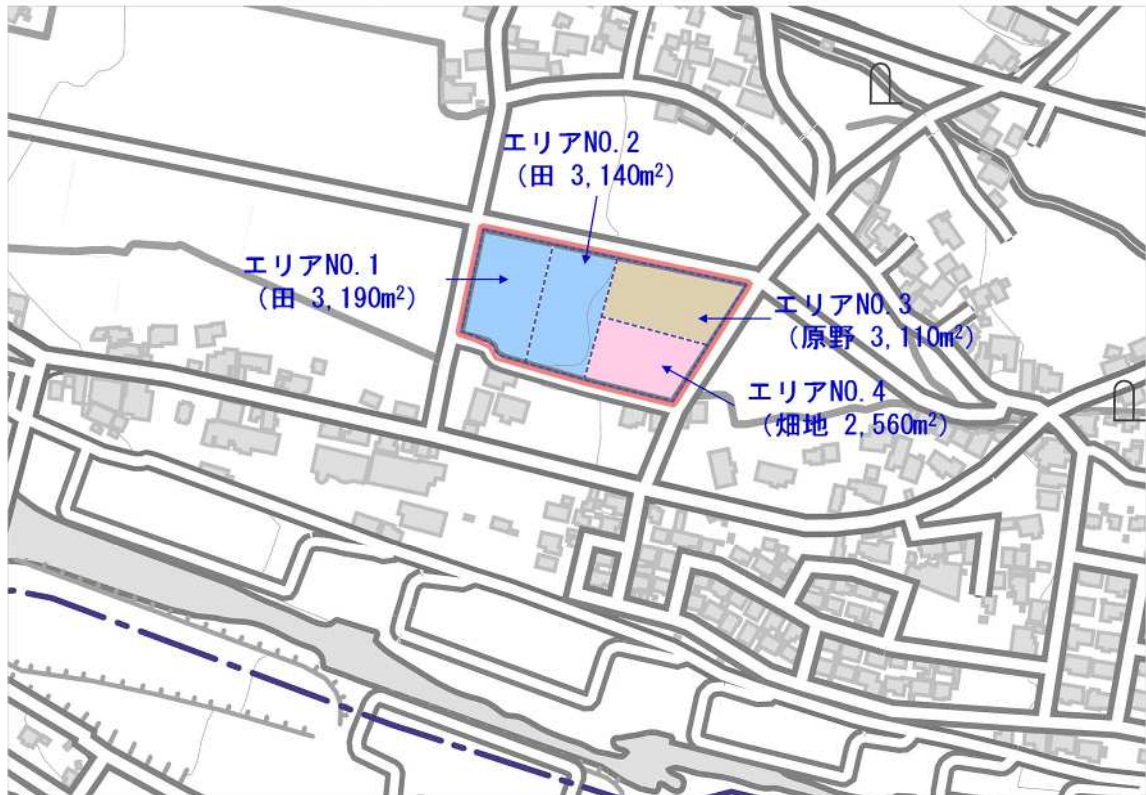 エリアNO.2
（田 3,140m²）
エリアNO.1
（田 3,190m²）
エリアNO.3
（原野 3,110m²）
エリアNO.4
（畑地 2,560m²）